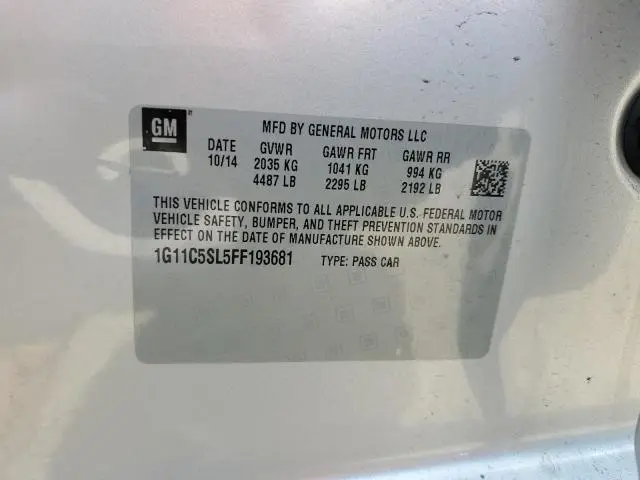 GM
MFD BY GENERAL MOTORS LLC
DATE GVWR GAWR FRT GAWR RR
10/14 2035 KG 1041 KG 994 KG
4487 LB 2295 LB 2192 LB
THIS VEHICLE CONFORMS TO ALL APPLICABLE U.S. FEDERAL MOTOR
VEHICLE SAFETY, BUMPER, AND THEFT PREVENTION STANDARDS IN
EFFECT ON THE DATE OF MANUFACTURE SHOWN ABOVE.
1G11C5SL5FF193681 TYPE: PASS CAR